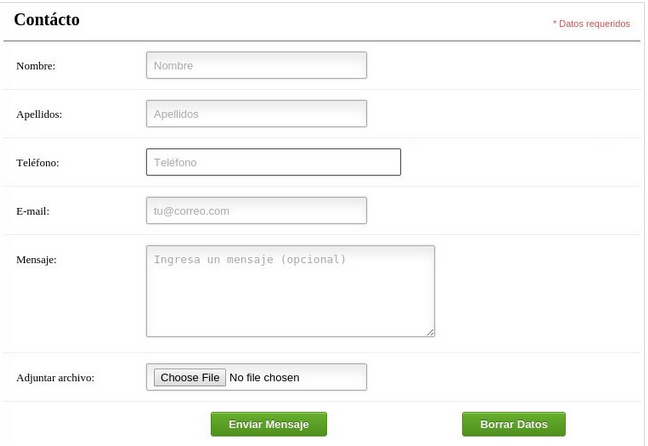 Contácto
* Datos requeridos
Nombre:
Nombre
Apellidos:
Apellidos
Teléfono:
Teléfono
E-mail:
tu@correo.com
Mensaje:
Ingresa un mensaje (opcional)
Adjuntar archivo:
Choose File No file chosen
Enviar Mensaje
Borrar Datos